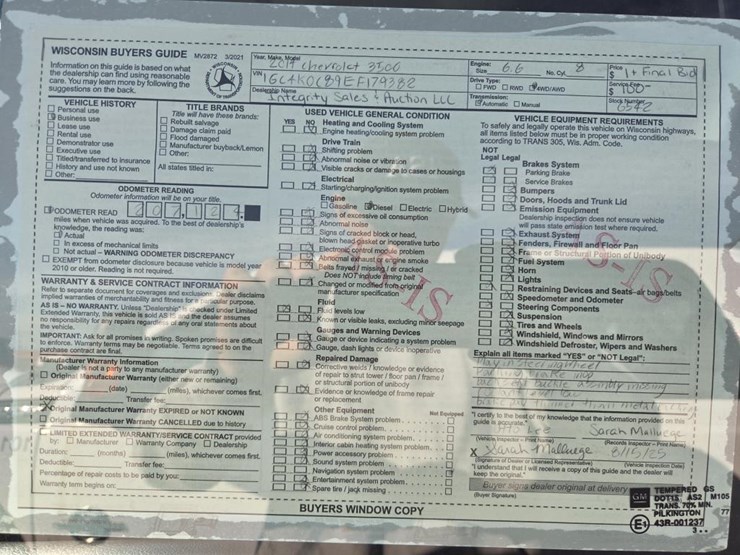 WISCONSIN BUYERS GUIDE MV2872 3/2021
Information on this guide is based on what
the dealership can find using reasonable
care. You may learn more by following the
suggestions on the back.
Year, Make, Model
2014 Chevrolet 3500
VIN 1GC4K0C89EF179382
Dealership Name
Integrity Sales & Auction LLC
Engine:
Size 6.6 No. Cyl. 8
Drive Type:
FWD RWD 4WD/AWD
Transmission:
Automatic Manual
Price
$ 1 + Final Bid
Service Fee
$ 100-
Stock Number
6542
VEHICLE HISTORY
Personal use
Business use
Lease use
Rental use
Demonstrator use
Executive use
Titled/transferred to insurance
History and use not known
Other:
TITLE BRANDS
Title will have these brands:
Rebuilt salvage
Damage claim paid
Flood damaged
Manufacturer buyback/Lemon
Other:
All states titled in:
ODOMETER READING
Odometer information will be on your title.
ODOMETER READ
miles when vehicle was acquired. To the best of dealership's
knowledge, the reading was:
Actual
In excess of mechanical limits
Not actual – WARNING ODOMETER DISCREPANCY
EXEMPT from odometer disclosure because vehicle is model year
2010 or older. Reading is not required.
WARRANTY & SERVICE CONTRACT INFORMATION
Refer to separate document for coverages and exclusions. Dealer disclaims
implied warranties of merchantability and fitness for a particular purpose.
AS IS – NO WARRANTY. Unless "Dealership" is checked under Limited
Extended Warranty, this vehicle is sold AS IS and the dealer assumes
no responsibility for any repairs regardless of any oral statements about
the vehicle.
IMPORTANT: Ask for all promises in writing. Spoken promises are difficult
to enforce. Warranty terms may be negotiable. Terms agreed to on the
purchase contract are final.
Manufacturer Warranty Information
(Dealer is not a party to any manufacturer warranty)
Original Manufacturer Warranty (either new or remaining)
Expiration (date) (miles), whichever comes first.
Deductible: Transfer fee:
Original Manufacturer Warranty EXPIRED or NOT KNOWN
Original Manufacturer Warranty CANCELLED due to history
LIMITED EXTENDED WARRANTY/SERVICE CONTRACT provided
by: Manufacturer Warranty Company Dealership
Duration: (months) (miles), whichever comes first.
Deductible: Transfer fee:
Percentage of repair costs to be paid by you:
Warranty term begins on:
USED VEHICLE GENERAL CONDITION
YES NO
Heating and Cooling System
Engine heating/cooling system problem
Drive Train
Shifting problem
Abnormal noise or vibration
Visible cracks or damage to cases or housings
Electrical
Starting/charging/ignition system problem
Engine
Gasoline Diesel Electric Hybrid
Signs of excessive oil consumption
Abnormal noise
Signs of cracked block or head,
blown head gasket or inoperative turbo
Electronic control module problem
Abnormal exhaust or engine smoke
Belts frayed, missing or cracked
Does NOT include timing belt
Changed or modified from original
manufacturer specification
Fluid
Fluid levels low
Known or visible leaks, excluding minor seepage
Gauges and Warning Devices
Gauge or device indicating a system problem
Gauge, dash lights or device inoperative
Repaired Damage
Corrective welds / knowledge or evidence
of repair to strut tower / floor pan / frame /
or structural portion of unibody
Evidence or knowledge of frame repair
or replacement
Other Equipment Not Equipped
ABS Brake System problem
Cruise control problem
Air conditioning system problem
Interior cabin heating system problem
Power accessory problem
Sound system problem
Navigation system problem
Entertainment system problem
Spare tire / jack missing
VEHICLE EQUIPMENT REQUIREMENTS
To safely and legally operate this vehicle on Wisconsin highways,
all items listed below must be in proper working condition
according to TRANS 305, Wis. Adm. Code.
NOT
Legal Legal
Brakes System
Parking Brake
Service Brakes
Bumpers
Doors, Hoods and Trunk Lid
Emission Equipment
Dealership inspection does not ensure vehicle
will pass state emission test where required.
Exhaust System
Fenders, Firewall and Floor Pan
Frame or Structural Portion of Unibody
Fuel System
Horn
Lights
Restraining Devices and Seats–air bags/belts
Speedometer and Odometer
Steering Components
Suspension
Tires and Wheels
Windshield, Windows and Mirrors
Windshield Defroster, Wipers and Washers
AS-IS
AS-IS
Explain all items marked "YES" or "NOT Legal":
"I certify to the best of my knowledge that the information provided on this
guide is accurate."
Lee Sarah Malluege
(Vehicle Inspector – Print Name) (Records Inspector – Print Name)
X Sarah Malluege 8/15/25
(Signature of Dealer or Licensed Representative) (Vehicle Inspection Date)
"I understand that I will receive a copy of this guide and the dealer will
keep the original."
Buyer signs dealer original at delivery
(Buyer Signature)
BUYERS WINDOW COPY
GM TEMPERED GS
DOT15 AS2 M105
TRANS. 70% MIN.
PILKINGTON 77
E1 43R-001237